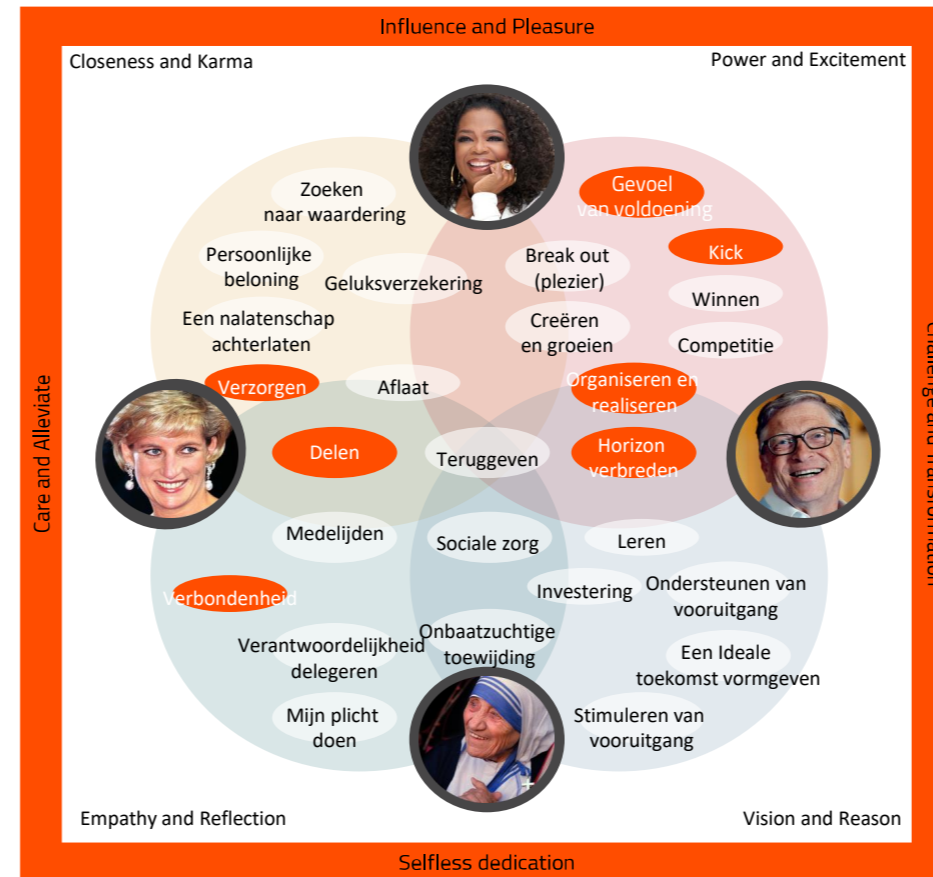 Influence and Pleasure
Closeness and Karma
Power and Excitement
Zoeken
naar waardering
Gevoel
van voldoening
Persoonlijke
beloning
Geluksverzekering
Break out
(plezier)
Kick
Winnen
Een nalatenschap
achterlaten
Creëren
en groeien
Competitie
Verzorgen
Aflaat
Organiseren en
realiseren
Care and Alleviate
Challenge and Transformation
Delen
Teruggeven
Horizon
verbreden
Medelijden
Sociale zorg
Leren
Verbondenheid
Investering
Ondersteunen van
vooruitgang
Verantwoordelijkheid
delegeren
Onbaatzuchtige
toewijding
Een Ideale
toekomst vormgeven
Mijn plicht
doen
Stimuleren van
vooruitgang
Empathy and Reflection
Vision and Reason
Selfless dedication